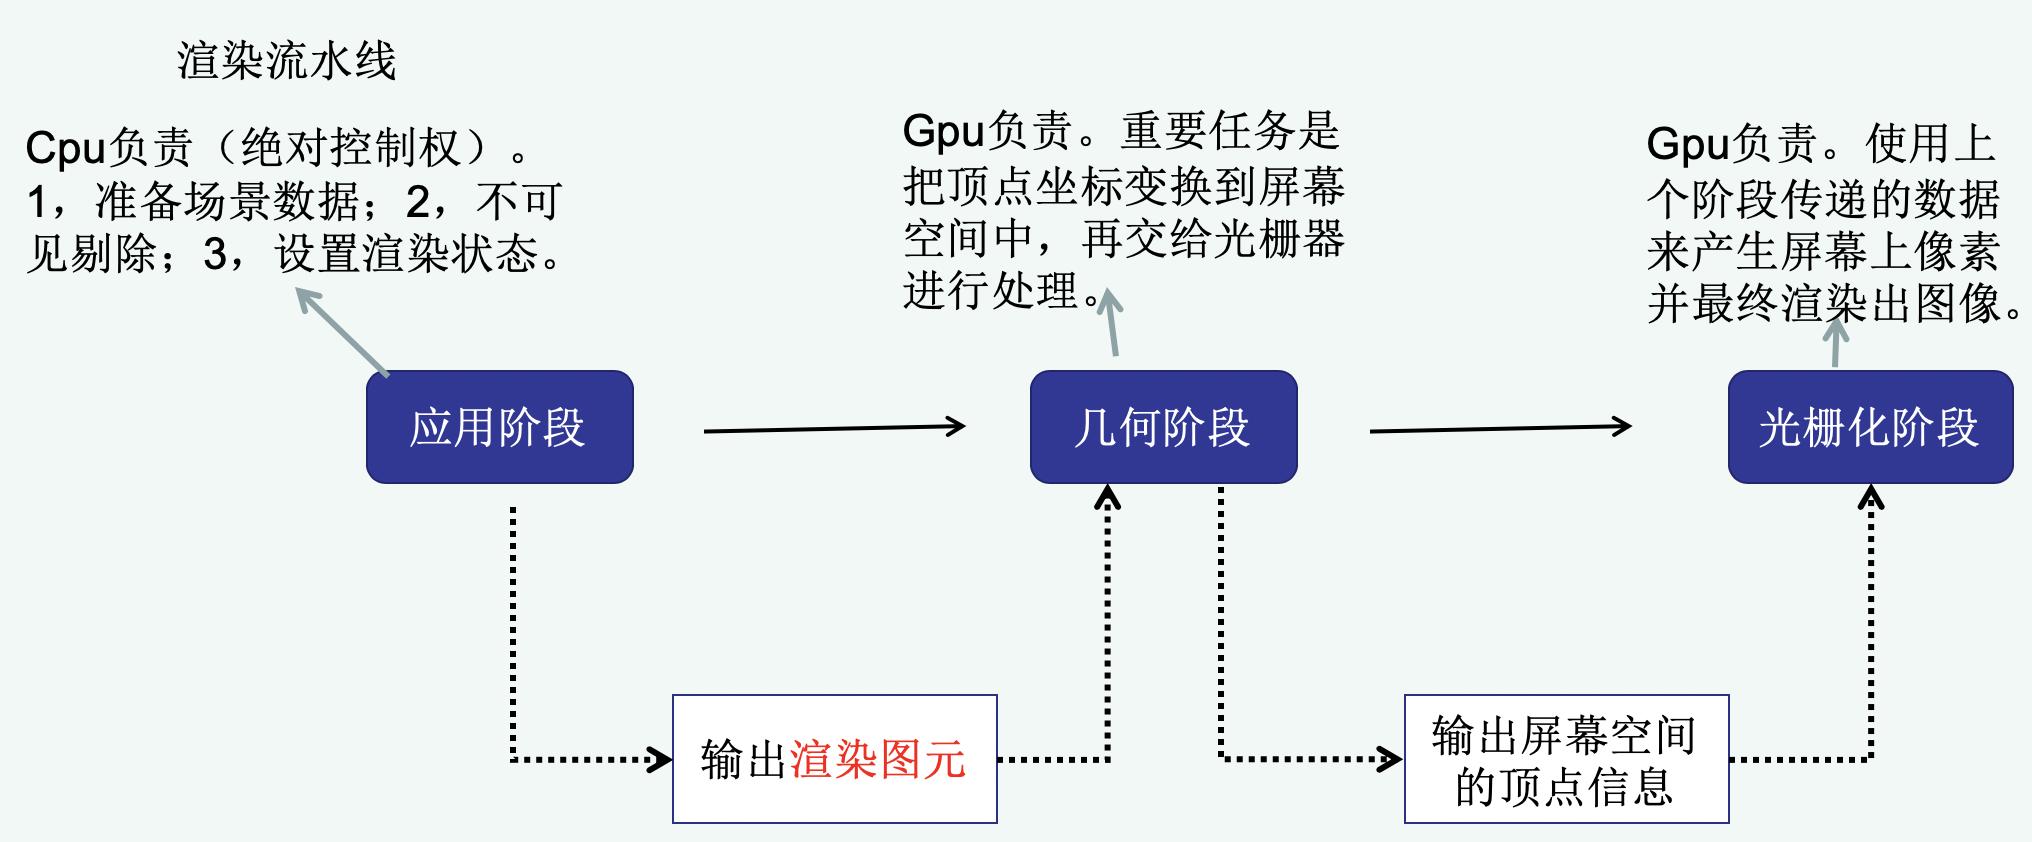 渲染流水线
Cpu负责（绝对控制权）。
1，准备场景数据；2，不可
见剔除；3，设置渲染状态。
Gpu负责。重要任务是
把顶点坐标变换到屏幕
空间中，再交给光栅器
进行处理。
Gpu负责。使用上
个阶段传递的数据
来产生屏幕上像素
并最终渲染出图像。
应用阶段
几何阶段
光栅化阶段
输出渲染图元
输出屏幕空间
的顶点信息